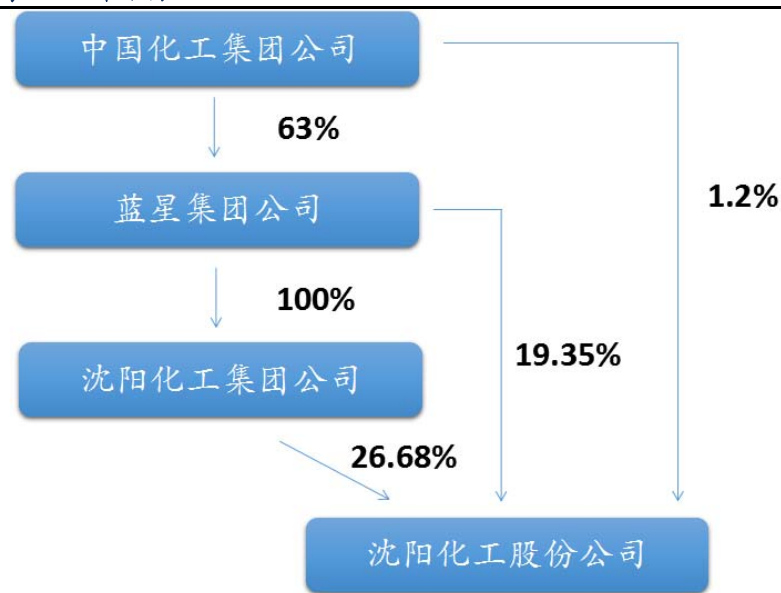 中国化工集团公司
63%
1.2%
蓝星集团公司
100%
19.35%
沈阳化工集团公司
26.68%
沈阳化工股份公司